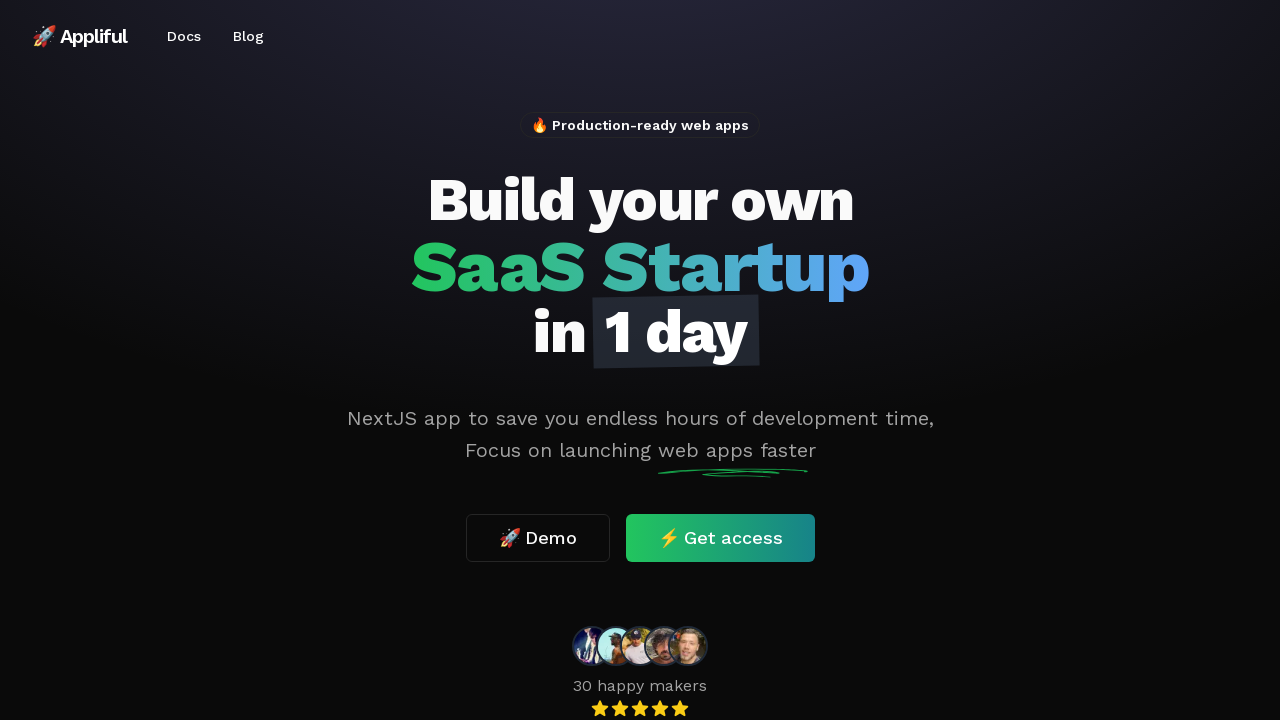 🚀 Appliful
Docs
Blog
🔥 Production-ready web apps
Build your own
SaaS Startup
in 1 day
NextJS app to save you endless hours of development time,
Focus on launching web apps faster
🚀 Demo
⚡ Get access
30 happy makers